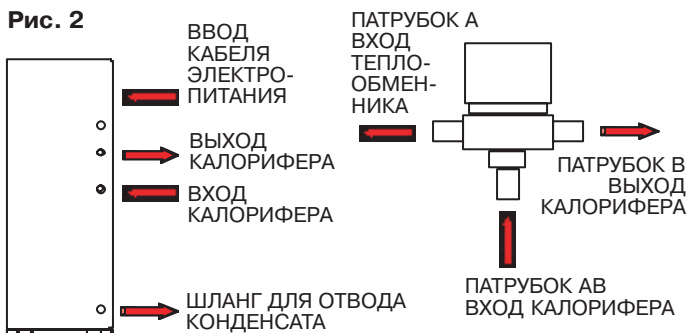 Рис. 2
ВВОД
КАБЕЛЯ
ЭЛЕКТРО-
ПИТАНИЯ
ВЫХОД
КАЛОРИФЕРА
ВХОД
КАЛОРИФЕРА
ШЛАНГ ДЛЯ ОТВОДА
КОНДЕНСАТА
ПАТРУБОК А
ВХОД
ТЕПЛО-
ОБМЕН-
НИКА
ПАТРУБОК В
ВЫХОД
КАЛОРИФЕРА
ПАТРУБОК АВ
ВХОД КАЛОРИФЕРА